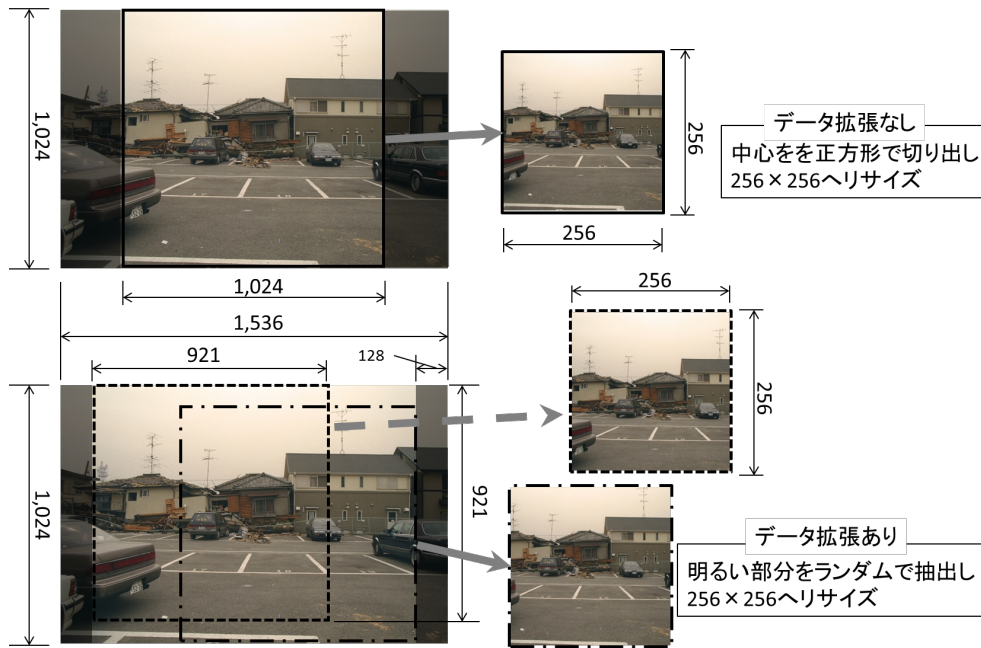 1,024
1,024
256
256
データ拡張なし
中心をを正方形で切り出し
256×256へリサイズ
1,536
921
128
1,024
921
256
256
データ拡張あり
明るい部分をランダムで抽出し
256×256へリサイズ